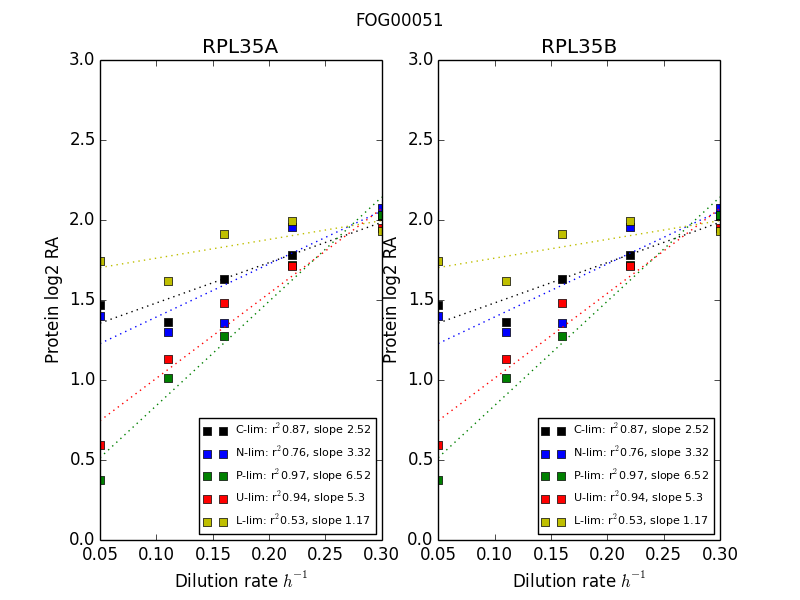 FOG00051
RPL35A
3.0
2.5
2.0
1.5
1.0
0.5
0.0
Protein log2 RA
0.05 0.10 0.15 0.20 0.25 0.30
Dilution rate h⁻¹
C-lim: r² 0.87, slope 2.52
N-lim: r² 0.76, slope 3.32
P-lim: r² 0.97, slope 6.52
U-lim: r² 0.94, slope 5.3
L-lim: r² 0.53, slope 1.17
RPL35B
3.0
2.5
2.0
1.5
1.0
0.5
0.0
Protein log2 RA
0.05 0.10 0.15 0.20 0.25 0.30
Dilution rate h⁻¹
C-lim: r² 0.87, slope 2.52
N-lim: r² 0.76, slope 3.32
P-lim: r² 0.97, slope 6.52
U-lim: r² 0.94, slope 5.3
L-lim: r² 0.53, slope 1.17